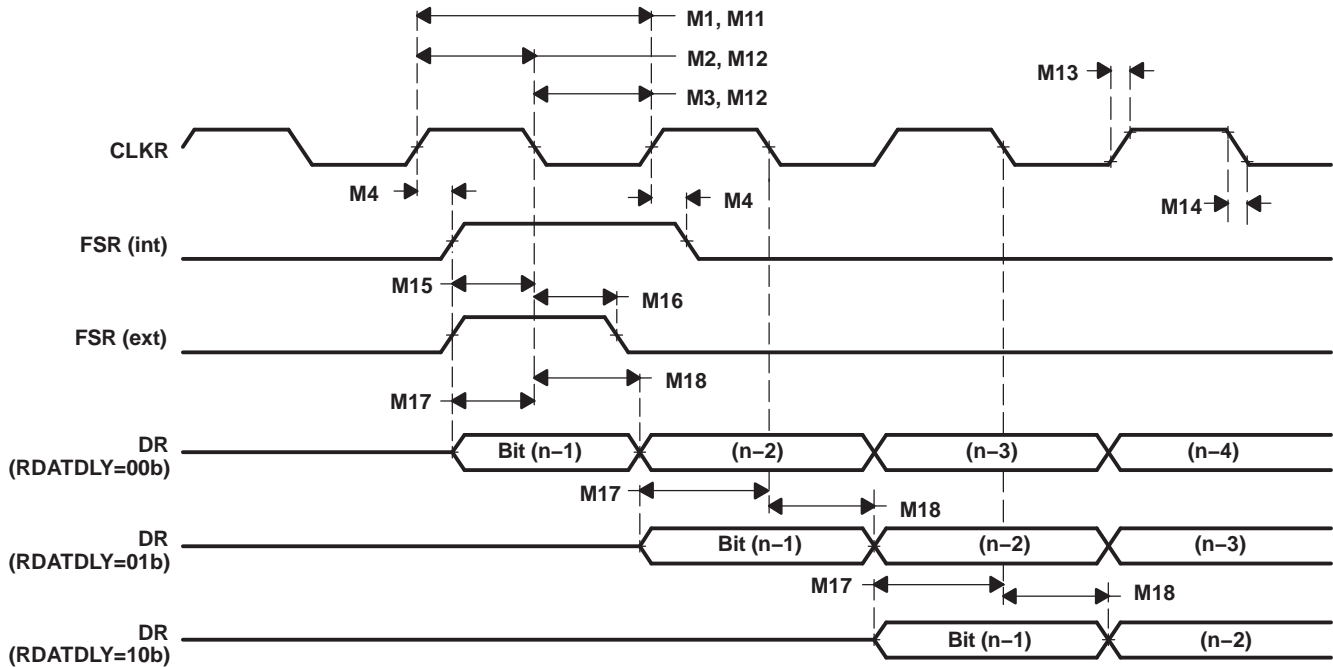 M1, M11
M2, M12
M13
M3, M12
CLKR
M4
M4
M14
FSR (int)
M15
M16
FSR (ext)
M18
M17
DR
(RDATDLY=00b)
Bit (n–1)
(n–2)
(n–3)
(n–4)
M17
M18
DR
(RDATDLY=01b)
Bit (n–1)
(n–2)
(n–3)
M17
M18
DR
(RDATDLY=10b)
Bit (n–1)
(n–2)